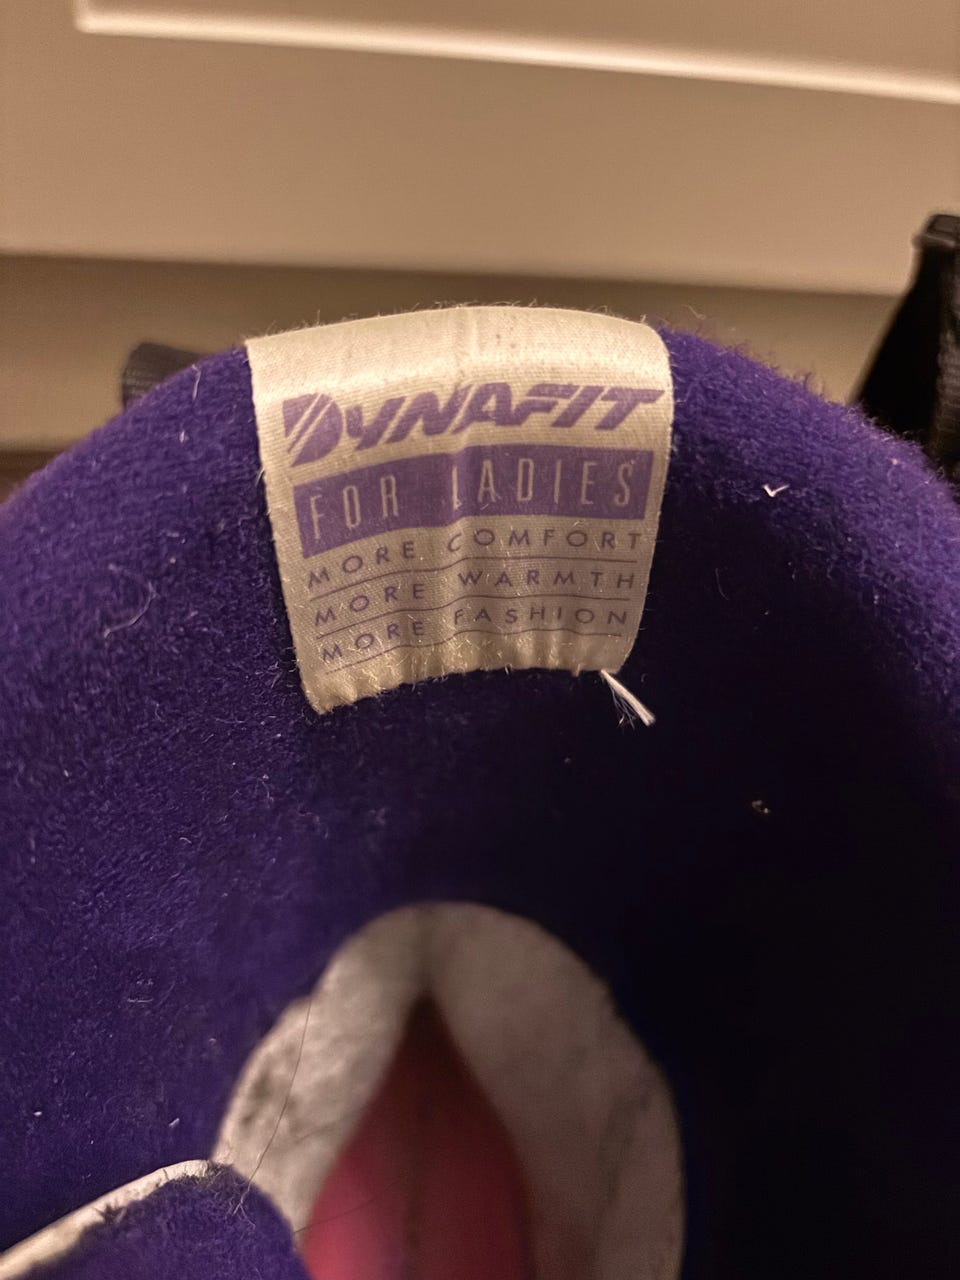 DYNAFIT
FOR LADIES
MORE COMFORT
MORE WARMTH
MORE FASHION